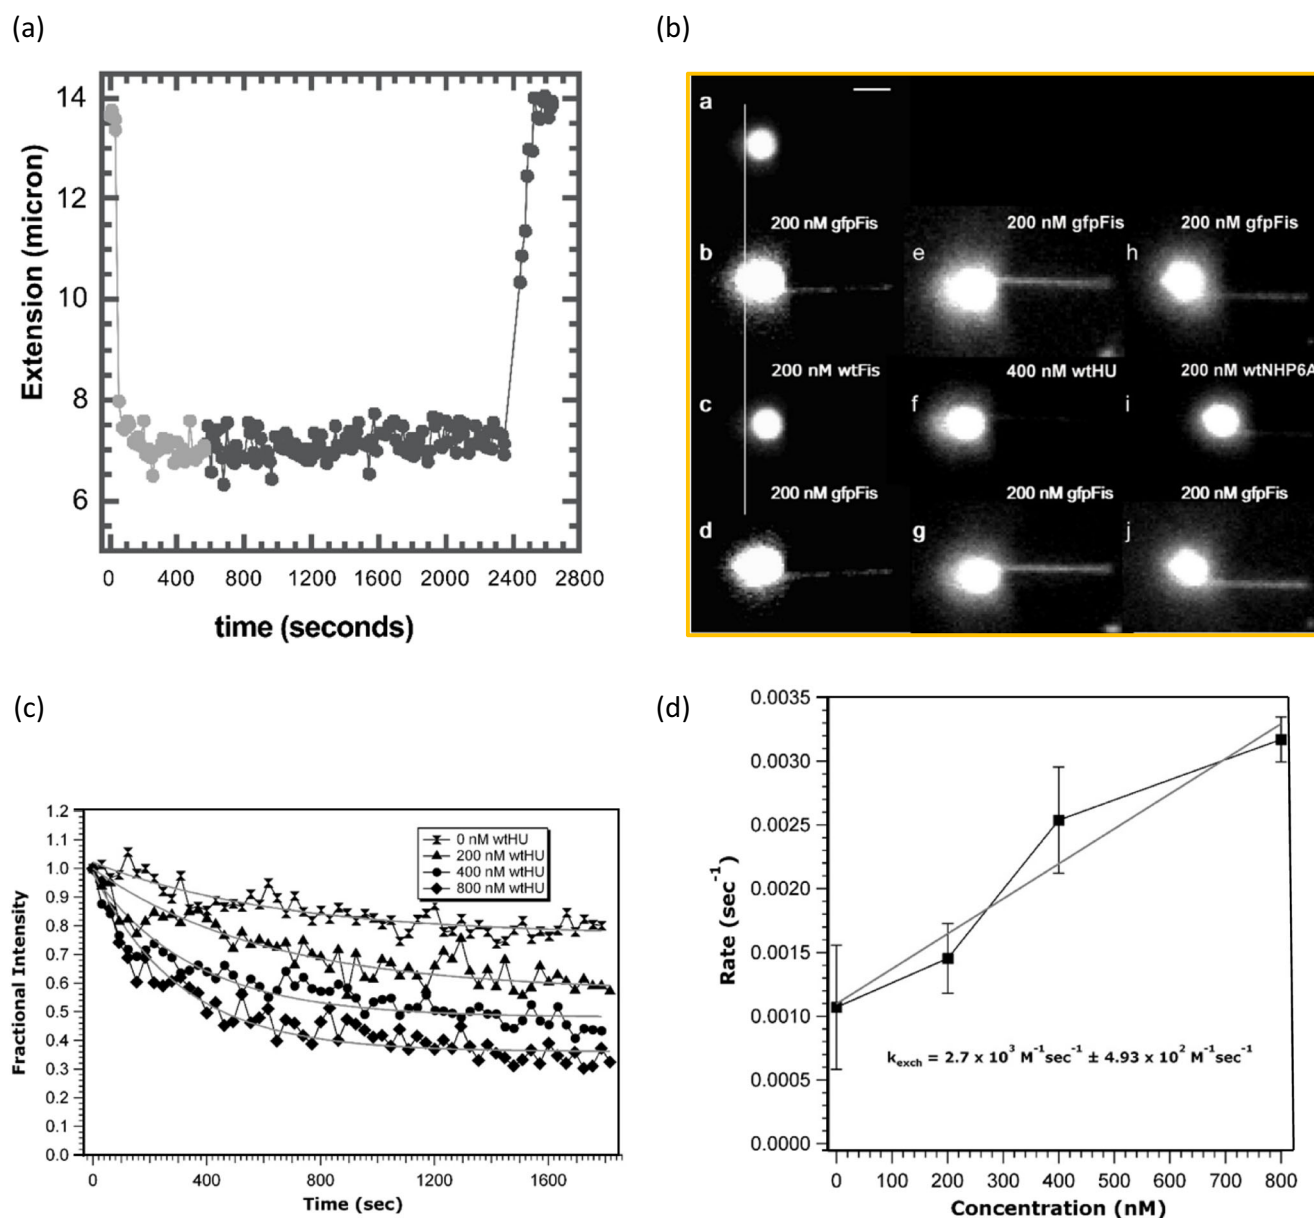 (a)
Extension (micron)
14
12
10
8
6
0 400 800 1200 1600 2000 2400 2800
time (seconds)
(b)
a
200 nM gfpFis 200 nM gfpFis 200 nM gfpFis
b e h
200 nM wtFis 400 nM wtHU 200 nM wtNHP6A
c f i
200 nM gfpFis 200 nM gfpFis 200 nM gfpFis
d g j
(c)
Fractional Intensity
1.2
1.1
1.0
0.9
0.8
0.7
0.6
0.5
0.4
0.3
0.2
0.1
0.0
0 nM wtHU
200 nM wtHU
400 nM wtHU
800 nM wtHU
0 400 800 1200 1600
Time (sec)
(d)
Rate (sec⁻¹)
0.0035
0.0030
0.0025
0.0020
0.0015
0.0010
0.0005
0.0000
k_exch = 2.7 x 10³ M⁻¹sec⁻¹ ± 4.93 x 10² M⁻¹sec⁻¹
0 100 200 300 400 500 600 700 800
Concentration (nM)